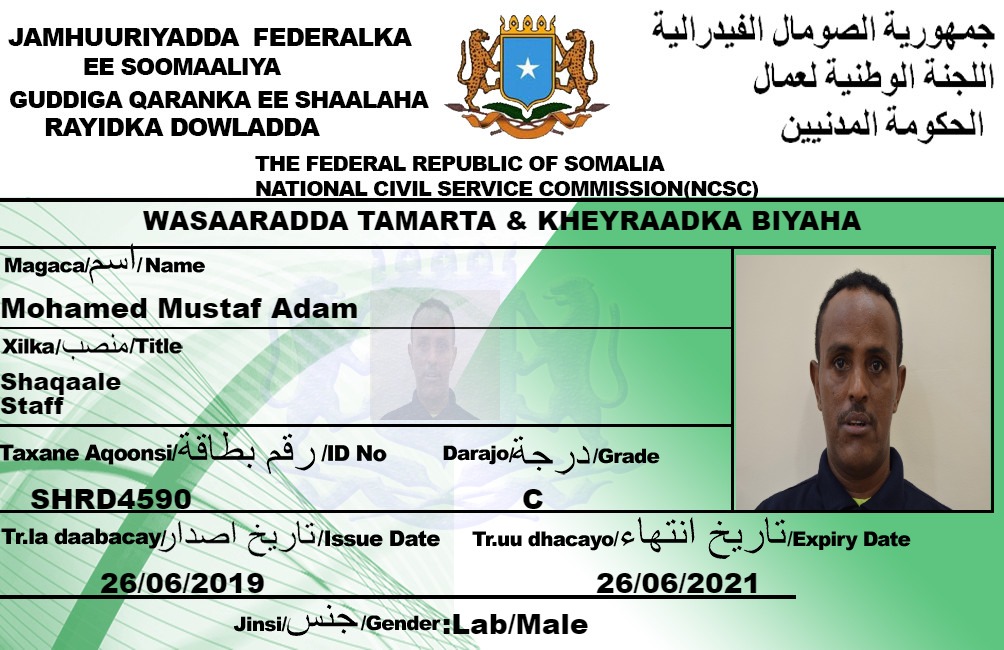 JAMHUURIYADDA FEDERALKA
EE SOOMAALIYA
GUDDIGA QARANKA EE SHAALAHA
RAYIDKA DOWLADDA
جمهورية الصومال الفيدرالية
اللجنة الوطنية لعمال
الحكومة المدنيين
THE FEDERAL REPUBLIC OF SOMALIA
NATIONAL CIVIL SERVICE COMMISSION(NCSC)
WASAARADDA TAMARTA & KHEYRAADKA BIYAHA
Magaca/اسم/Name
Mohamed Mustaf Adam
Xilka/منصب/Title
Shaqaale
Staff
Taxane Aqoonsi/رقم بطاقة/ID No Darajo/درجة/Grade
SHRD4590 C
Tr.la daabacay/تاريخ اصدار/Issue Date Tr.uu dhacayo/تاريخ انتهاء/Expiry Date
26/06/2019 26/06/2021
Jinsi/جنس/Gender:Lab/Male